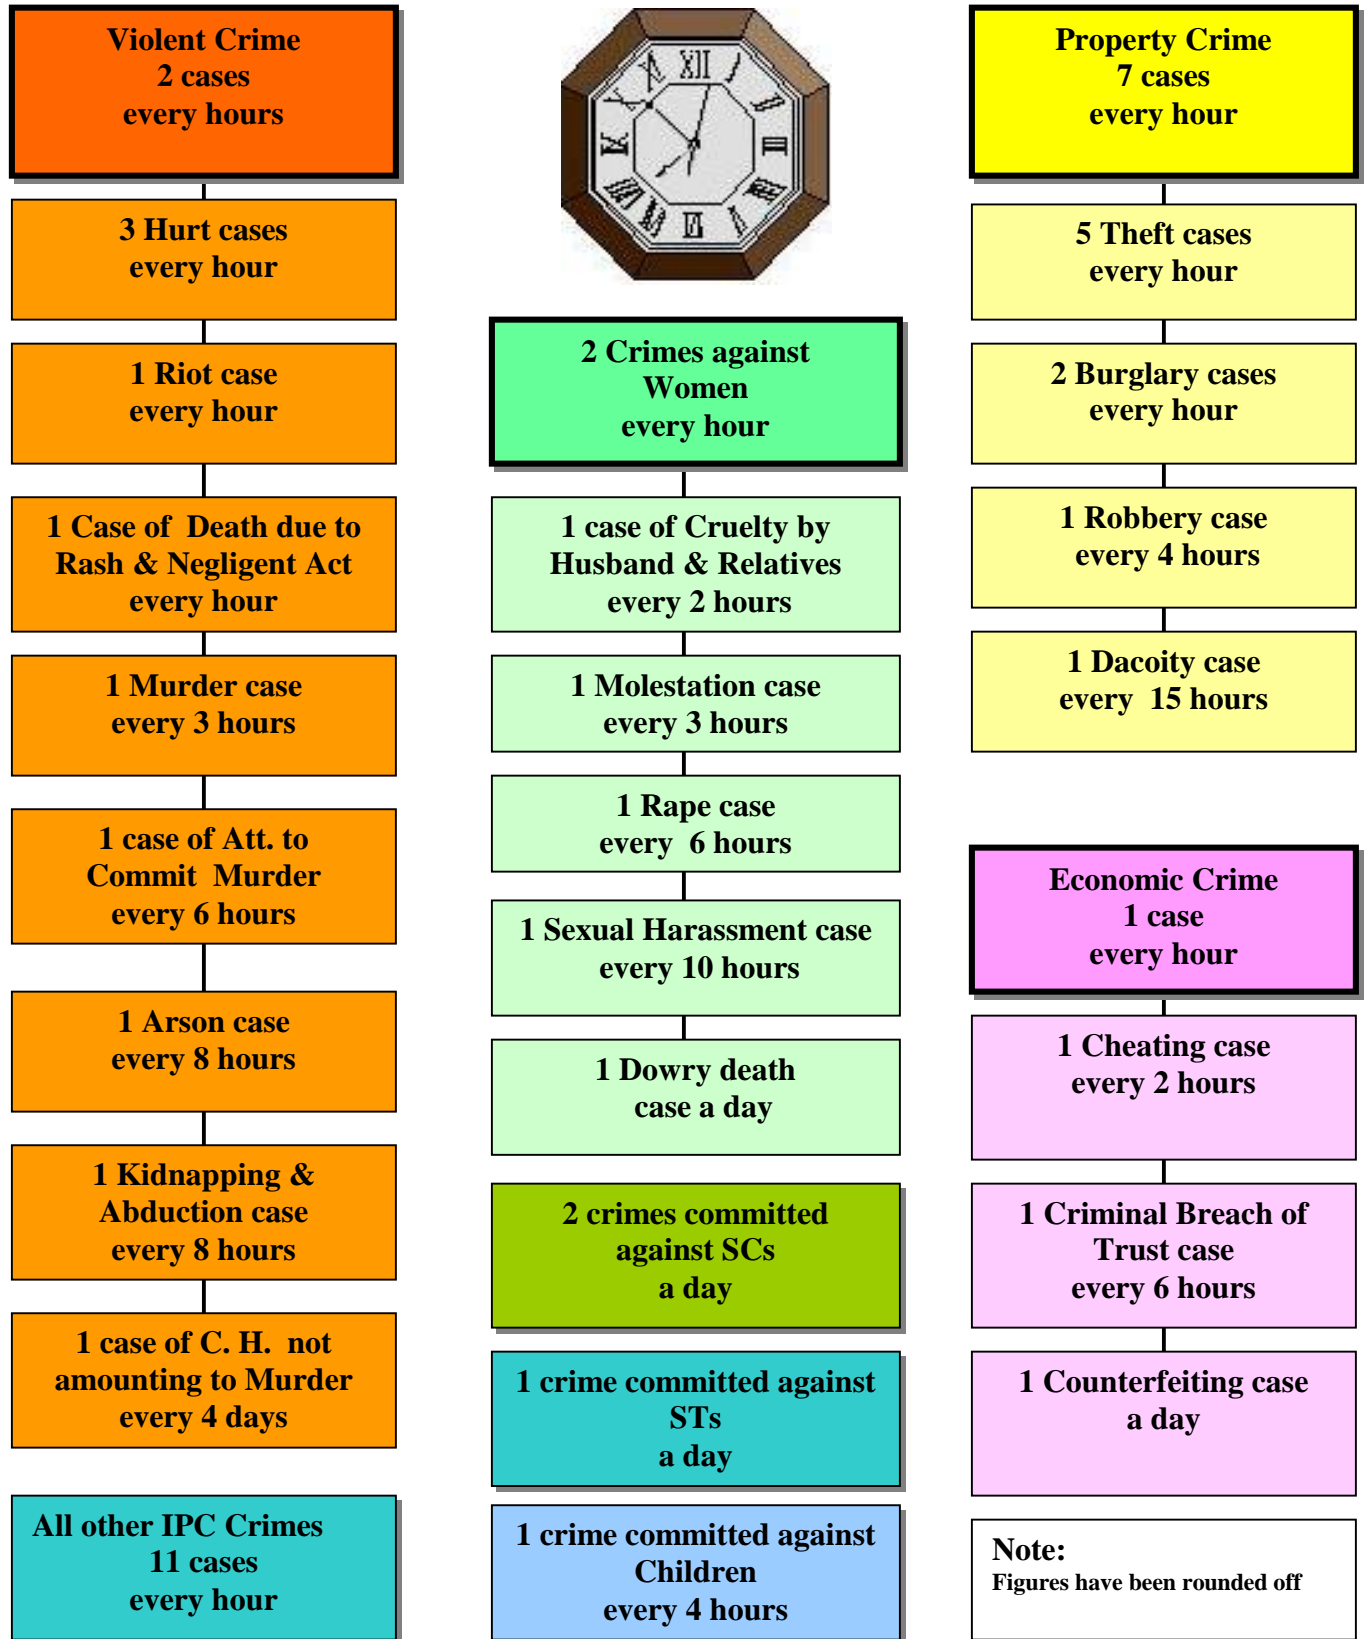 Violent Crime
2 cases
every hours
3 Hurt cases
every hour
1 Riot case
every hour
1 Case of Death due to
Rash & Negligent Act
every hour
1 Murder case
every 3 hours
1 case of Att. to
Commit Murder
every 6 hours
1 Arson case
every 8 hours
1 Kidnapping &
Abduction case
every 8 hours
1 case of C. H. not
amounting to Murder
every 4 days
All other IPC Crimes
11 cases
every hour
XII
2 Crimes against
Women
every hour
1 case of Cruelty by
Husband & Relatives
every 2 hours
1 Molestation case
every 3 hours
1 Rape case
every 6 hours
1 Sexual Harassment case
every 10 hours
1 Dowry death
case a day
2 crimes committed
against SCs
a day
1 crime committed against
STs
a day
1 crime committed against
Children
every 4 hours
Property Crime
7 cases
every hour
5 Theft cases
every hour
2 Burglary cases
every hour
1 Robbery case
every 4 hours
1 Dacoity case
every 15 hours
Economic Crime
1 case
every hour
1 Cheating case
every 2 hours
1 Criminal Breach of
Trust case
every 6 hours
1 Counterfeiting case
a day
Note:
Figures have been rounded off